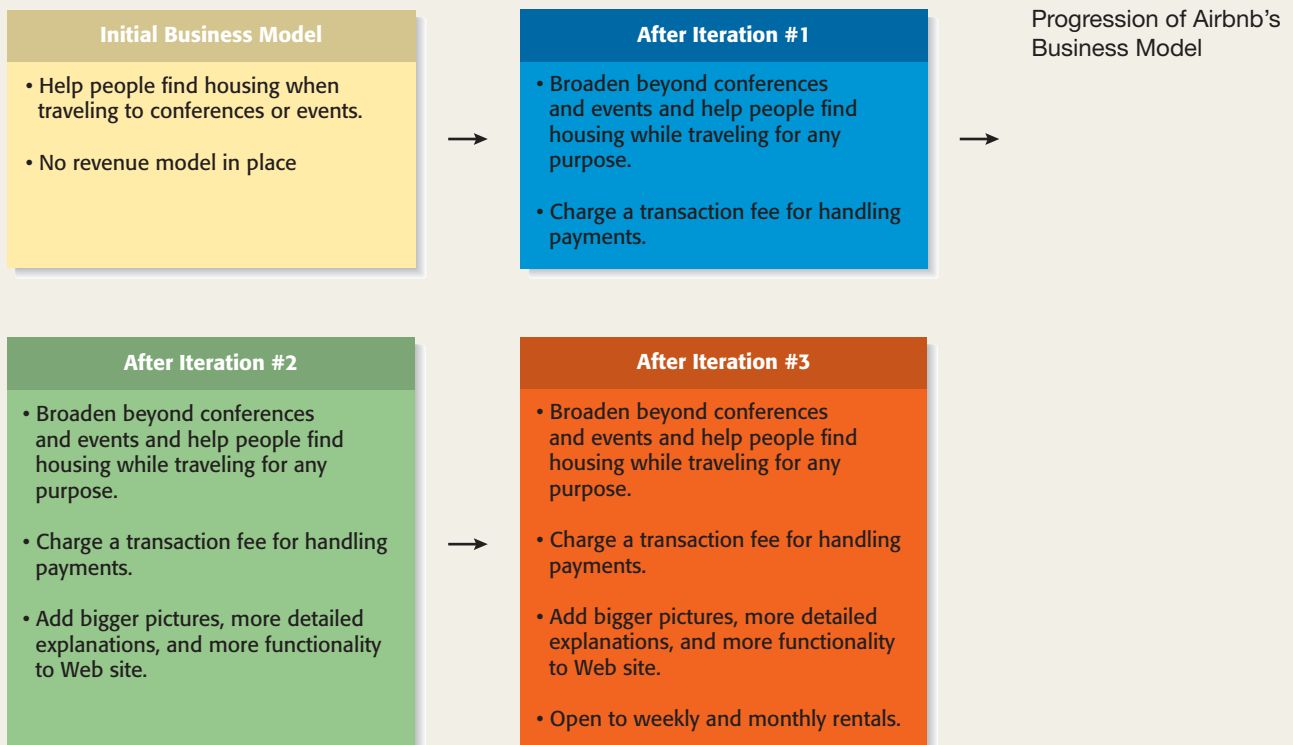 Progression of Airbnb's
Business Model
Initial Business Model
• Help people find housing when
traveling to conferences or events.
• No revenue model in place
After Iteration #1
• Broaden beyond conferences
and events and help people find
housing while traveling for any
purpose.
• Charge a transaction fee for handling
payments.
After Iteration #2
• Broaden beyond conferences
and events and help people find
housing while traveling for any
purpose.
• Charge a transaction fee for handling
payments.
• Add bigger pictures, more detailed
explanations, and more functionality
to Web site.
After Iteration #3
• Broaden beyond conferences
and events and help people find
housing while traveling for any
purpose.
• Charge a transaction fee for handling
payments.
• Add bigger pictures, more detailed
explanations, and more functionality
to Web site.
• Open to weekly and monthly rentals.